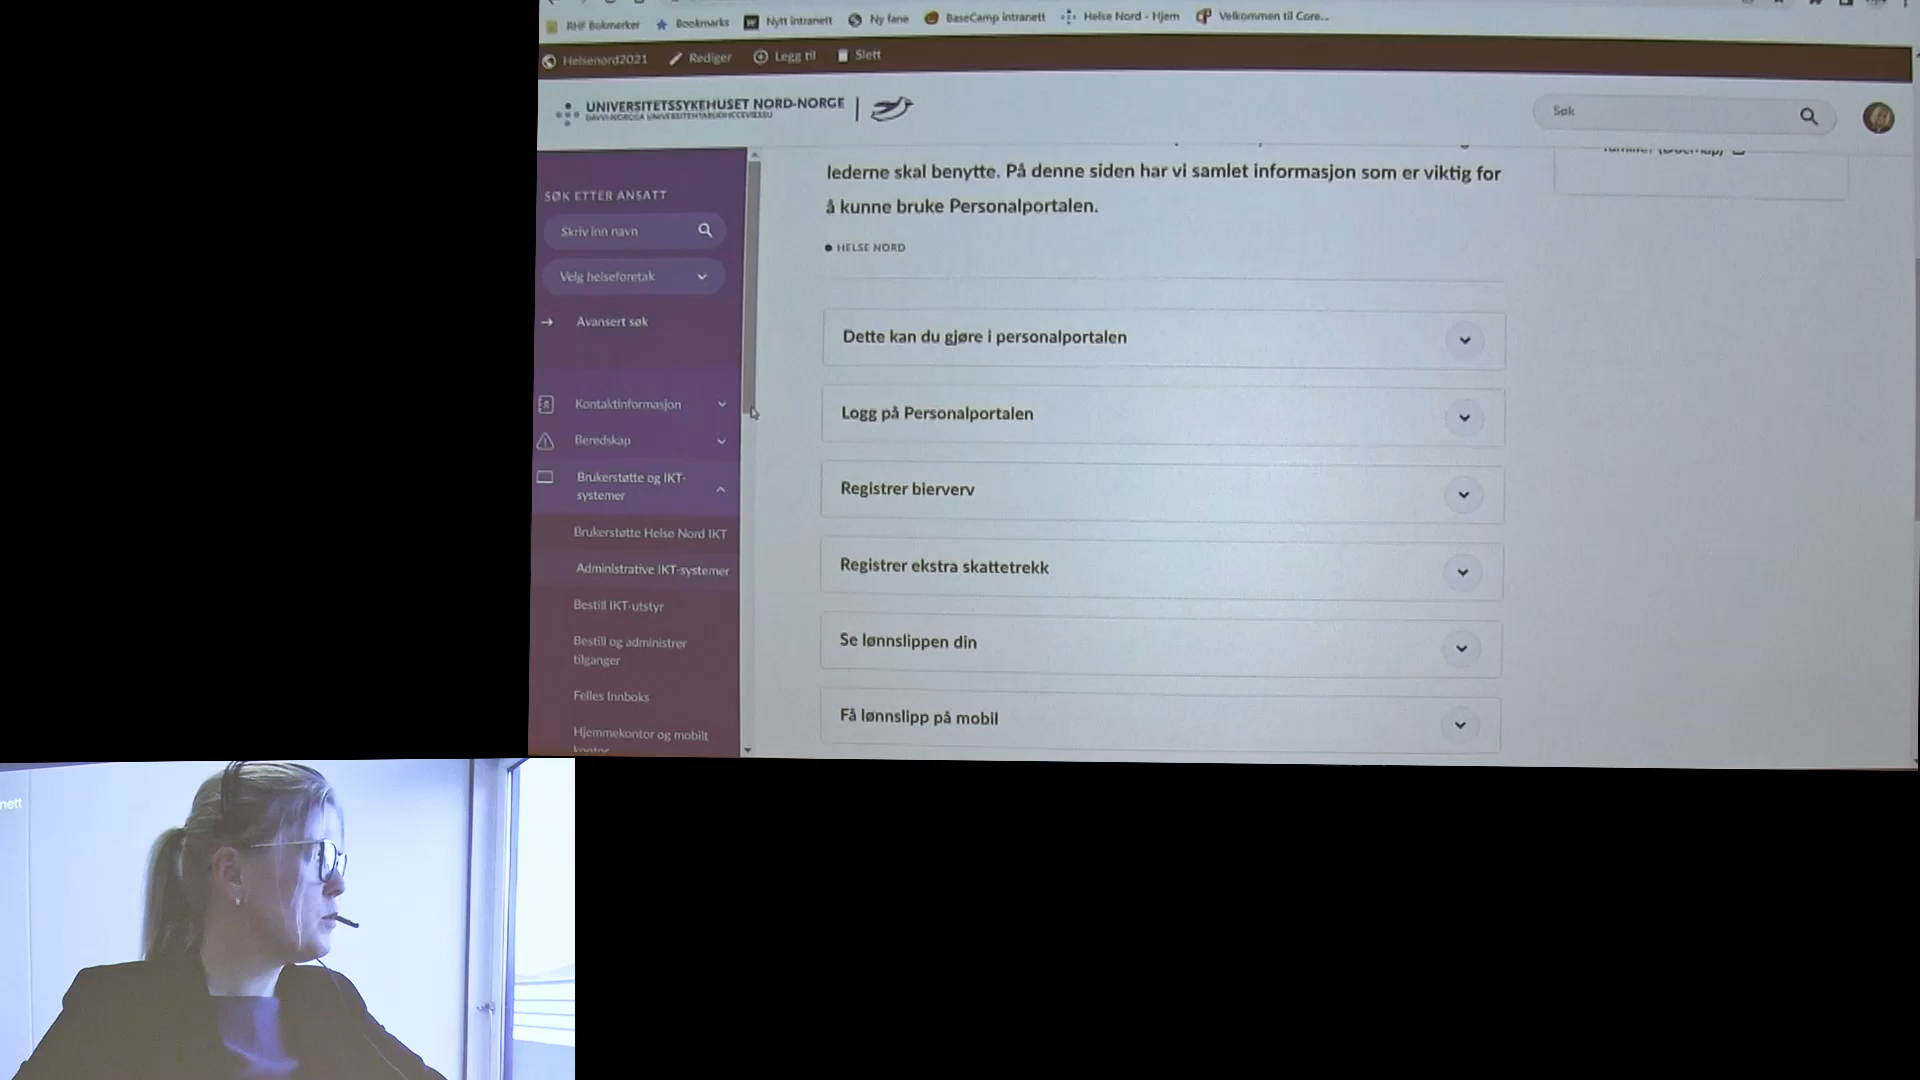 RHF Bokmerker
Bookmarks
Nytt intranett
Ny fane
BaseCamp intranett
Helse Nord - Hjem
Velkommen til Core...
Helsenord2021
Rediger
Legg til
Slett
UNIVERSITETSSYKEHUSET NORD-NORGE
Søk
SØK ETTER ANSATT
Skriv inn navn
Velg helseforetak
Avansert søk
Kontaktinformasjon
Beredskap
Brukerstøtte og IKT-
systemer
Brukerstøtte Helse Nord IKT
Administrative IKT-systemer
Bestill IKT-utstyr
Bestill og administrer
tilganger
Felles Innboks
Hjemmekontor og mobilt
kontor
lederne skal benytte. På denne siden har vi samlet informasjon som er viktig for
å kunne bruke Personalportalen.
HELSE NORD
Dette kan du gjøre i personalportalen
Logg på Personalportalen
Registrer bierverv
Registrer ekstra skattetrekk
Se lønnslippen din
Få lønnslipp på mobil
nett